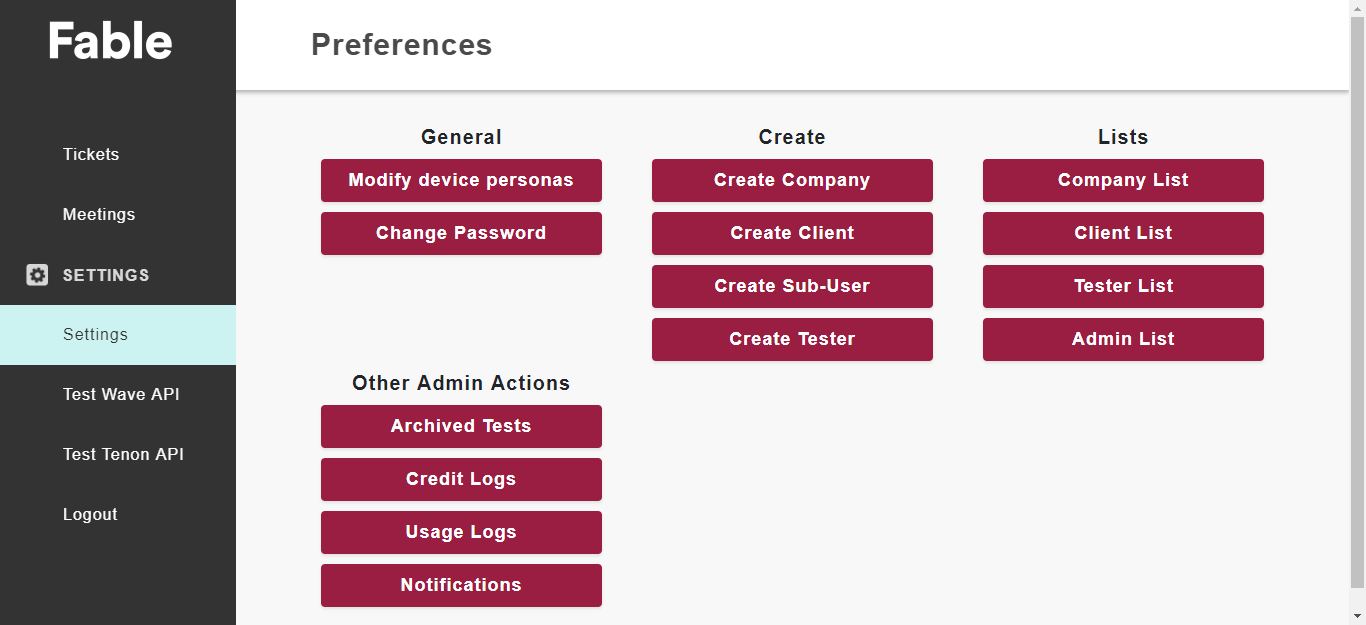 Fable
Tickets
Meetings
SETTINGS
Settings
Test Wave API
Test Tenon API
Logout
Preferences
General
Modify device personas
Change Password
Create
Create Company
Create Client
Create Sub-User
Create Tester
Lists
Company List
Client List
Tester List
Admin List
Other Admin Actions
Archived Tests
Credit Logs
Usage Logs
Notifications